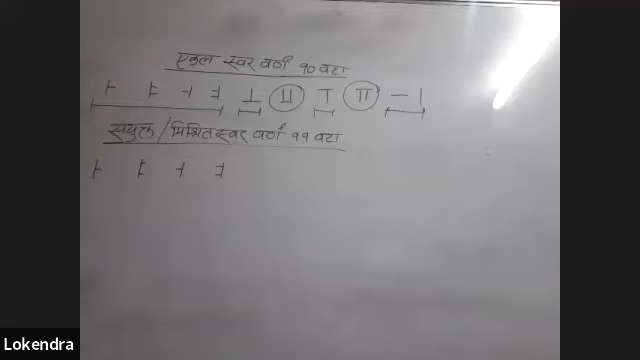 एकल स्वर वर्ण १० वटा
ㅏ ㅑ ㅓ ㅕ ㅗ ㅛ ㅜ ㅠ ㅡ ㅣ
संयुक्त / मिश्रित स्वर वर्ण ११ वटा
ㅏ ㅑ ㅓ ㅕ
Lokendra